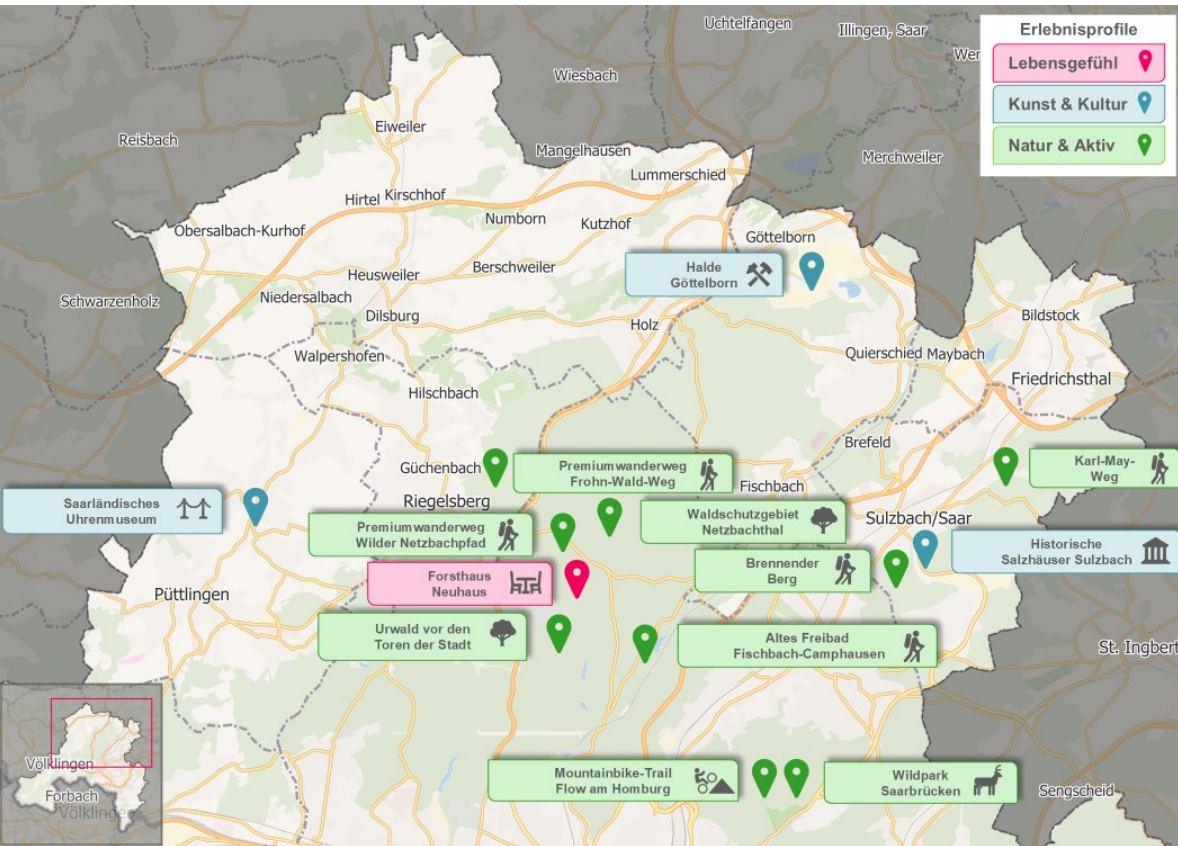 Uchtelfangen
Illingen, Saar
Erlebnisprofile
Lebensgefühl
Kunst & Kultur
Natur & Aktiv
Wiesbach
Reisbach
Eiweiler
Mangelhausen
Merchweiler
Lummerschied
Hirtel Kirschhof
Numborn
Kutzhof
Obersalbach-Kurhof
Göttelborn
Halde
Göttelborn
Heusweiler
Berschweiler
Schwarzenholz
Niedersalbach
Dilsburg
Holz
Bildstock
Walpershofen
Quierschied Maybach
Hilschbach
Friedrichsthal
Brefeld
Güchenbach
Premiumwanderweg
Frohn-Wald-Weg
Karl-May-
Weg
Fischbach
Saarländisches
Uhrenmuseum
Riegelsberg
Waldschutzgebiet
Netzbachthal
Sulzbach/Saar
Premiumwanderweg
Wilder Netzbachpfad
Historische
Salzhäuser Sulzbach
Brennender
Berg
Forsthaus
Neuhaus
Püttlingen
Urwald vor den
Toren der Stadt
Altes Freibad
Fischbach-Camphausen
St. Ingbert
Mountainbike-Trail
Flow am Homburg
Wildpark
Saarbrücken
Sengscheid
Völklingen
Forbach